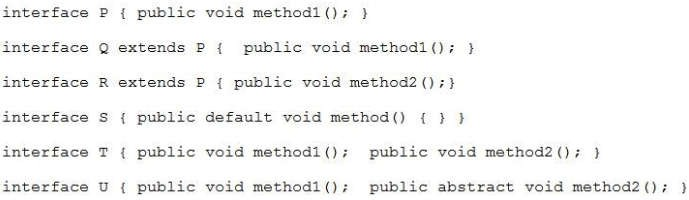 interface P { public void method1(); }
interface Q extends P {  public void method1(); }
interface R extends P { public void method2();}
interface S { public default void method() { } }
interface T { public void method1();  public void method2(); }
interface U { public void method1();  public abstract void method2(); }